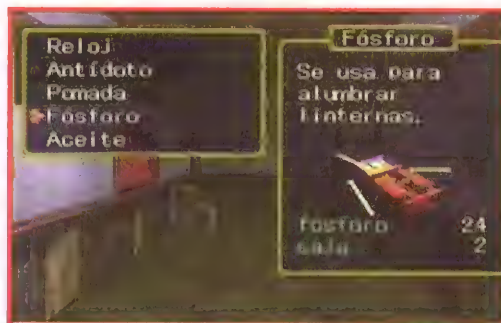 Reloj
Antídoto
Pomada
Fósforo
Aceite
Fósforo
Se usa para
alumbrar
linternas.
fósforo 24
caja 2